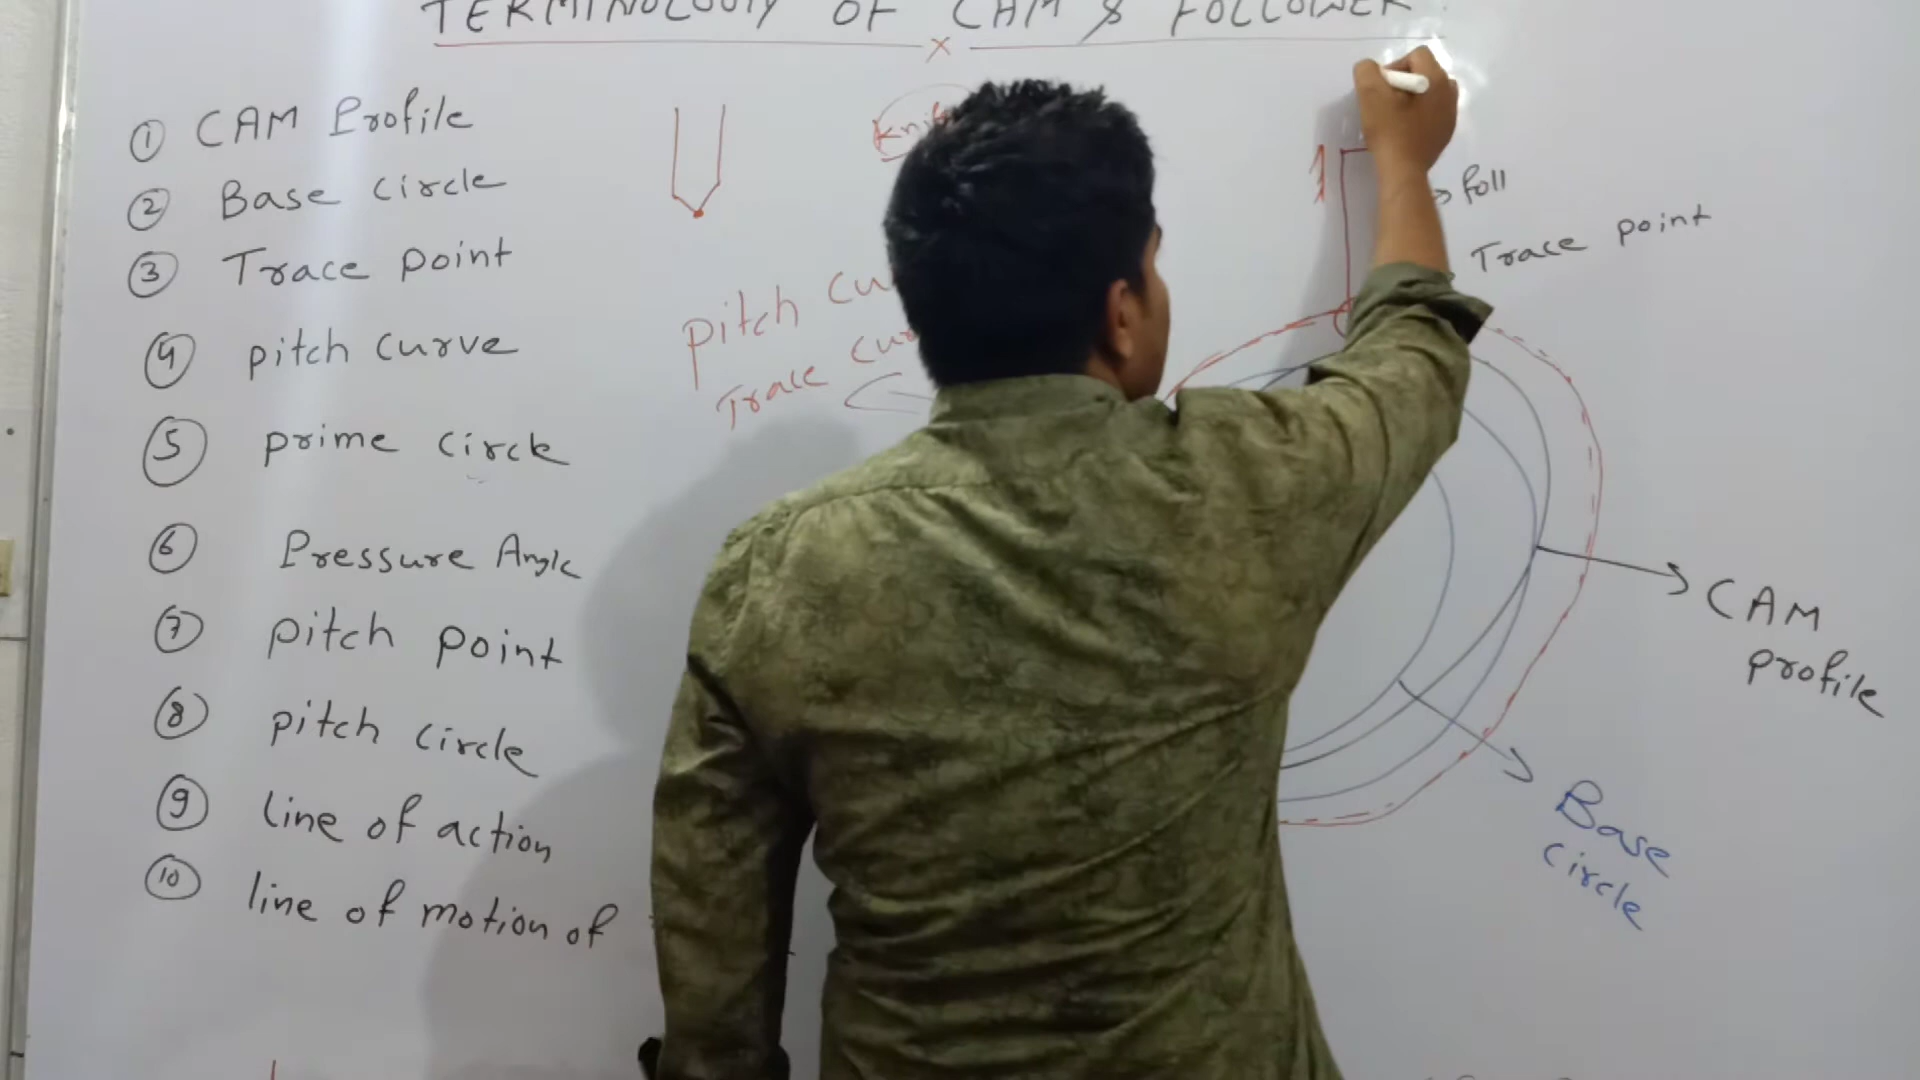 TERMINOLOGY OF CAM & FOLLOWER
x
① CAM Profile
② Base Circle
③ Trace point
④ pitch curve
⑤ prime circle
⑥ Pressure Angle
⑦ pitch point
⑧ pitch circle
⑨ line of action
⑩ line of motion of
pitch cu
Trace cu
foll
Trace point
CAM
profile
Base
circle